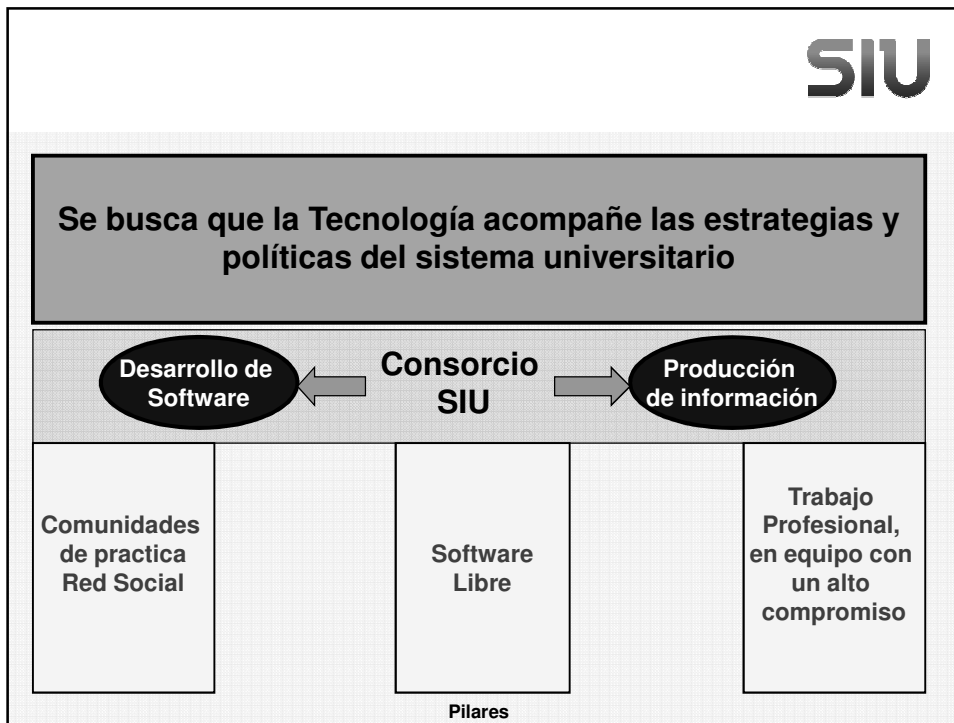 SIU
Se busca que la Tecnología acompañe las estrategias y
políticas del sistema universitario
Desarrollo de
Software
Consorcio
SIU
Producción
de información
Comunidades
de practica
Red Social
Software
Libre
Trabajo
Profesional,
en equipo con
un alto
compromiso
Pilares